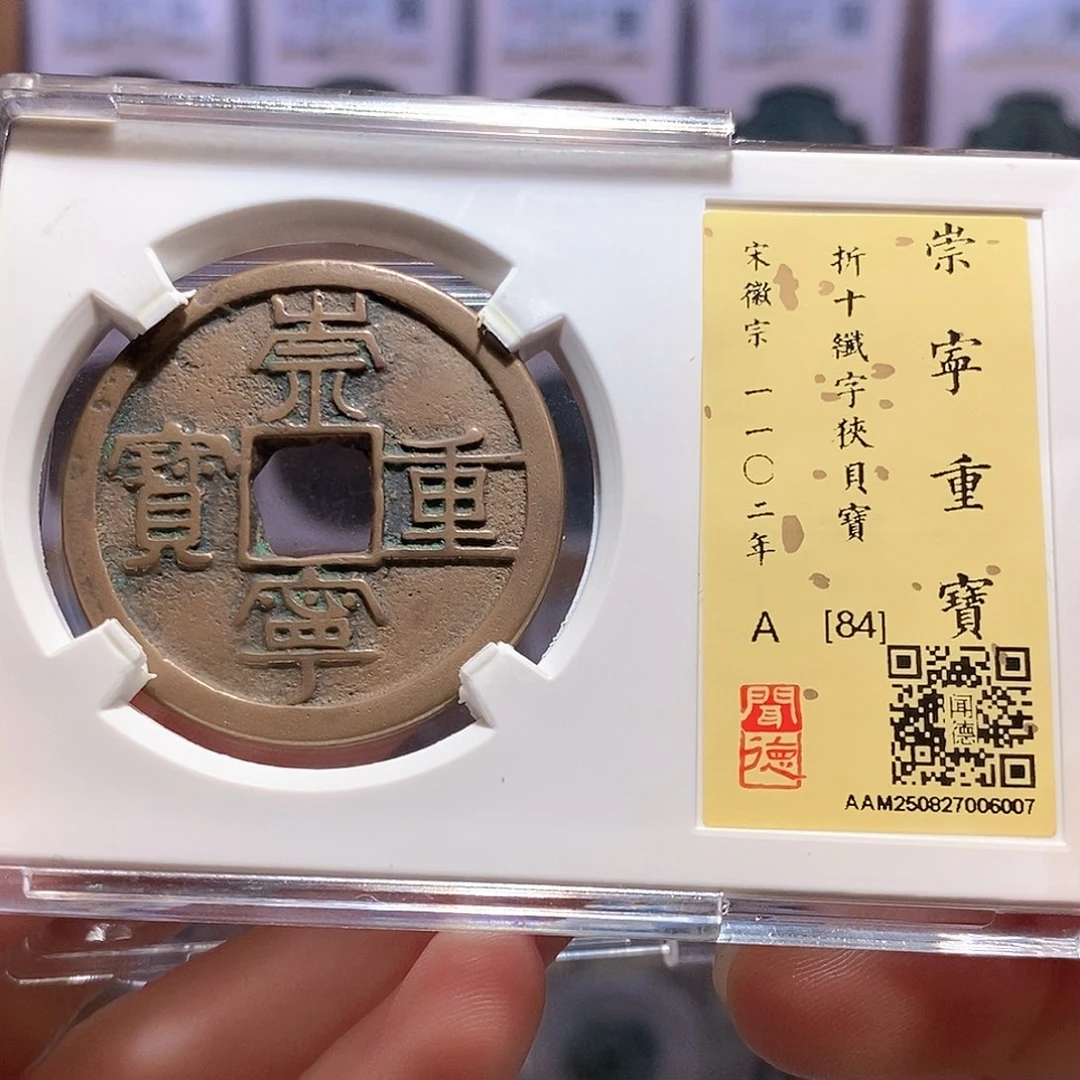 崇
重
寶
寧
崇寧重寶
折十纖字狹貝寶
宋徽宗 一一〇二年
A [84]
聞德
闻德
AAM250827006007